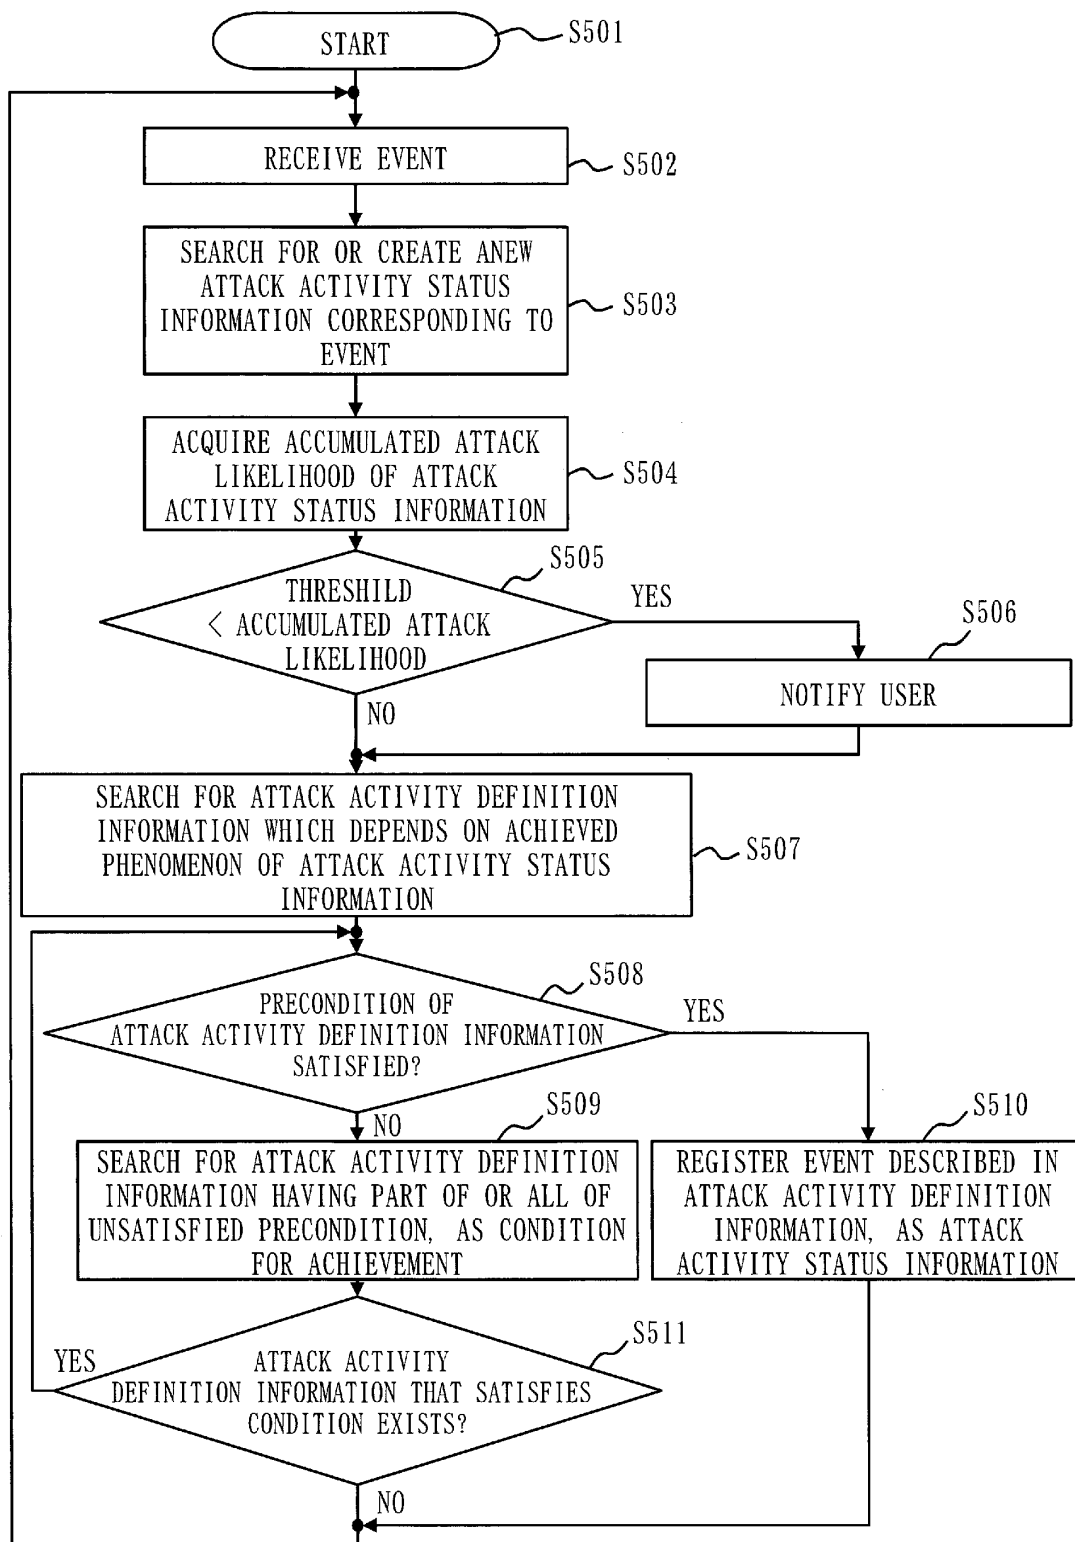 START
S501
RECEIVE EVENT
S502
SEARCH FOR OR CREATE ANEW
ATTACK ACTIVITY STATUS
INFORMATION CORRESPONDING TO
EVENT
S503
ACQUIRE ACCUMULATED ATTACK
LIKELIHOOD OF ATTACK
ACTIVITY STATUS INFORMATION
S504
S505
THRESHILD
< ACCUMULATED ATTACK
LIKELIHOOD
YES
S506
NOTIFY USER
NO
SEARCH FOR ATTACK ACTIVITY DEFINITION
INFORMATION WHICH DEPENDS ON ACHIEVED
PHENOMENON OF ATTACK ACTIVITY STATUS
INFORMATION
S507
S508
PRECONDITION OF
ATTACK ACTIVITY DEFINITION INFORMATION
SATISFIED?
YES
NO
S509
SEARCH FOR ATTACK ACTIVITY DEFINITION
INFORMATION HAVING PART OF OR ALL OF
UNSATISFIED PRECONDITION, AS CONDITION
FOR ACHIEVEMENT
S510
REGISTER EVENT DESCRIBED IN
ATTACK ACTIVITY DEFINITION
INFORMATION, AS ATTACK
ACTIVITY STATUS INFORMATION
S511
YES
ATTACK ACTIVITY
DEFINITION INFORMATION THAT SATISFIES
CONDITION EXISTS?
NO